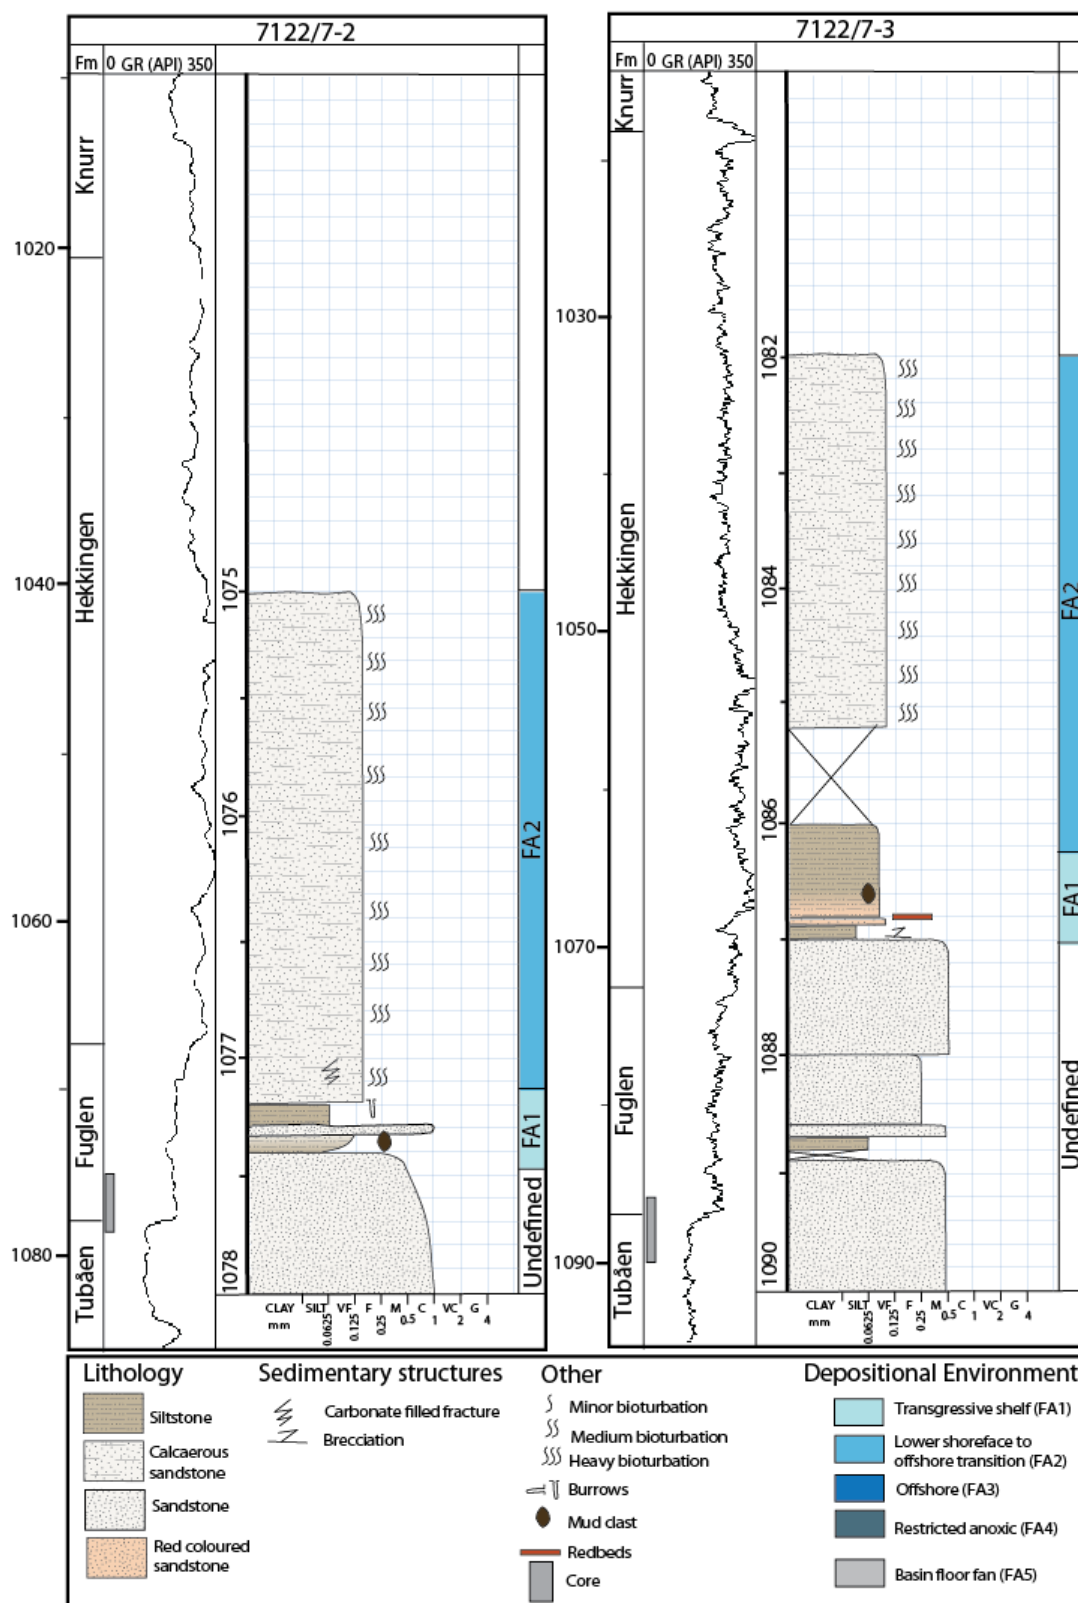 7122/7-2
Fm 0 GR (API) 350
Knurr
1020
Hekkingen
1040
1060
Fuglen
1080
Tubåen
1075
1076
1077
1078
FA2
FA1
Undefined
CLAY SILT VF F M C VC G
mm 0.0625 0.125 0.25 0.5 1 2 4
7122/7-3
Fm 0 GR (API) 350
Knurr
1030
Hekkingen
1050
1070
Fuglen
1090
Tubåen
1082
1084
1086
1088
1090
FA2
FA1
Undefined
CLAY SILT VF F M C VC G
mm 0.0625 0.125 0.25 0.5 1 2 4
Lithology
Siltstone
Calcaerous
sandstone
Sandstone
Red coloured
sandstone
Sedimentary structures
Carbonate filled fracture
Brecciation
Other
Minor bioturbation
Medium bioturbation
Heavy bioturbation
Burrows
Mud clast
Redbeds
Core
Depositional Environment
Transgressive shelf (FA1)
Lower shoreface to
offshore transition (FA2)
Offshore (FA3)
Restricted anoxic (FA4)
Basin floor fan (FA5)